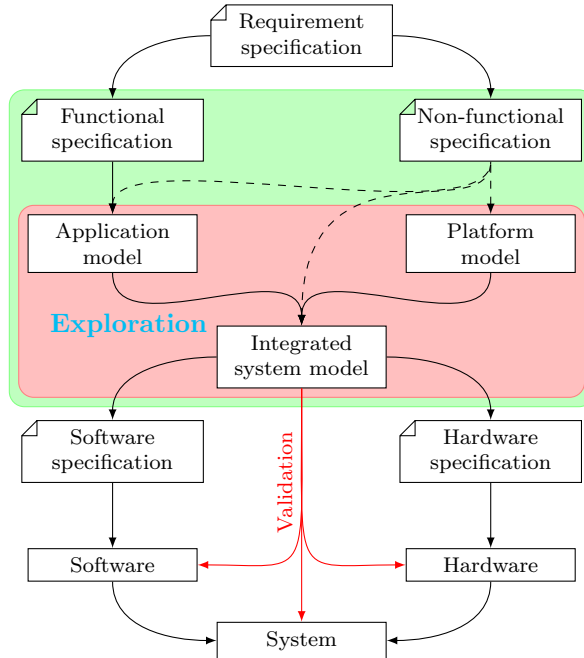 Requirement
specification
Functional
specification
Non-functional
specification
Application
model
Platform
model
Exploration
Integrated
system model
Software
specification
Hardware
specification
Validation
Software
Hardware
System